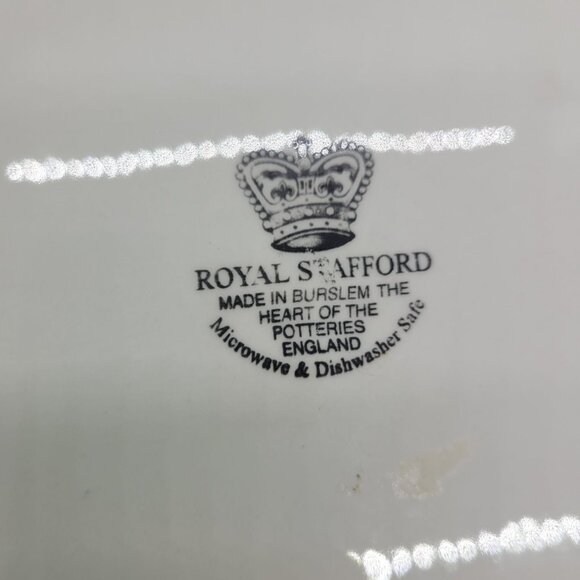 ROYAL STAFFORD
MADE IN BURSLEM THE
HEART OF THE
POTTERIES
ENGLAND
Microwave & Dishwasher Safe